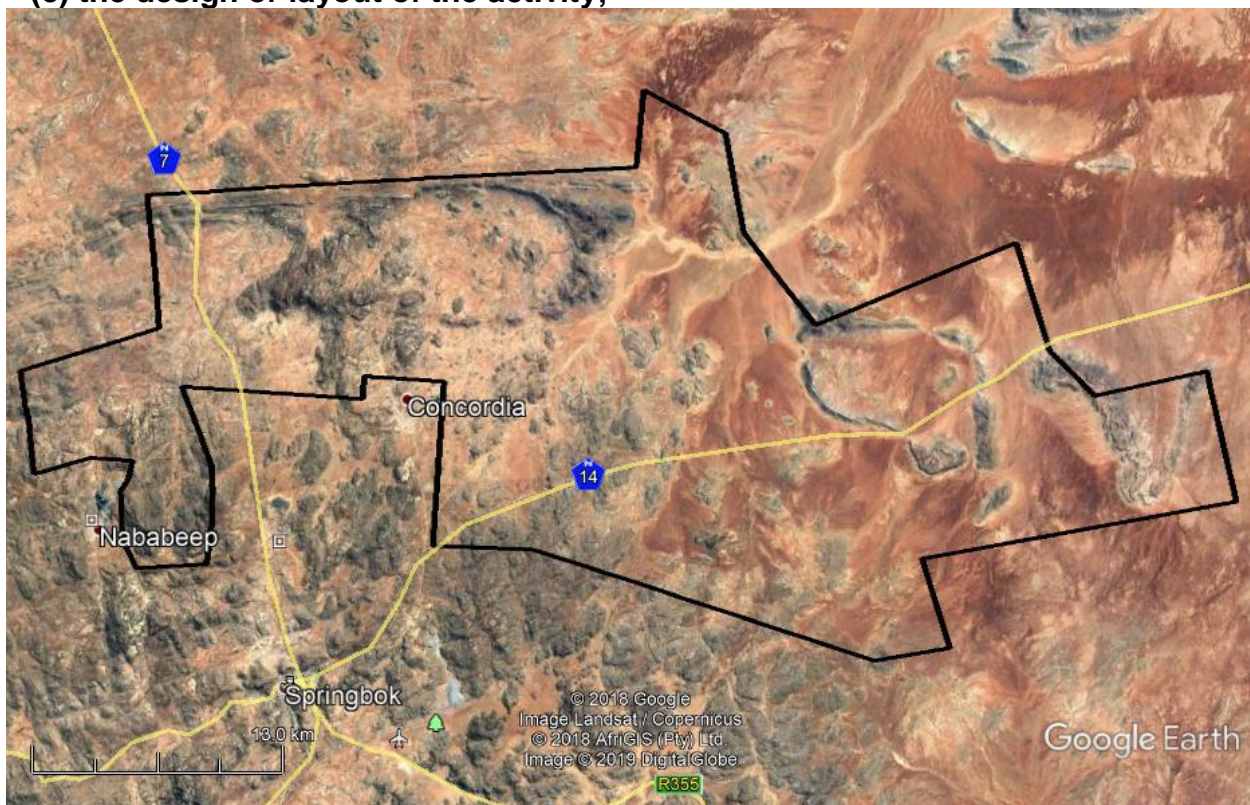 (c) the design or layout of the activity;
N
7
Concordia
N
14
Nababeep
Springbok
13.0 km
© 2018 Google
Image Landsat / Copernicus
© 2018 AfriGIS (Pty) Ltd.
Image © 2019 DigitalGlobe
Google Earth
R355